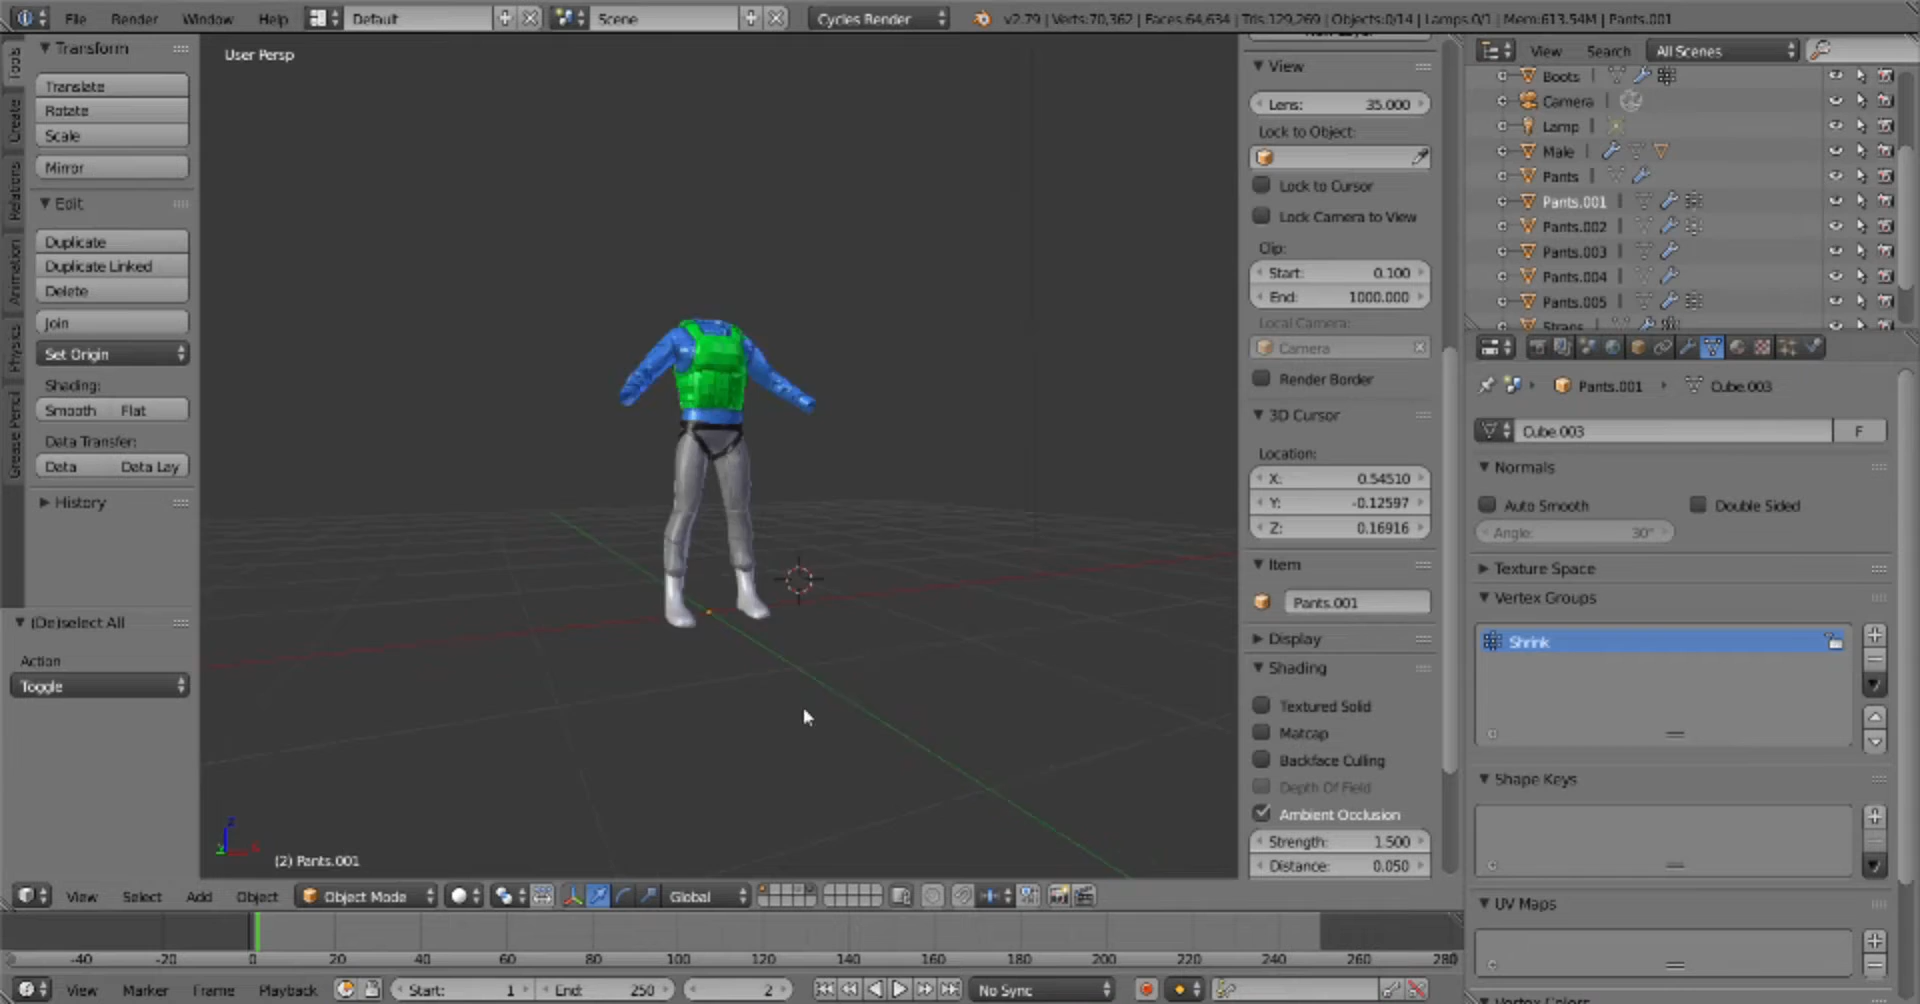 File Render Window Help Default Scene Cycles Render v2.79 | Verts:70,362 | Faces:64,634 | Tris:129,269 | Objects:0/14 | Lamps:0/1 | Mem:613.54M | Pants.001
Tools
Create
Relations
Animation
Physics
Grease Pencil
Transform
Translate
Rotate
Scale
Mirror
Edit
Duplicate
Duplicate Linked
Delete
Join
Set Origin
Shading:
Smooth Flat
Data Transfer:
Data Data Lay
History
(De)select All
Action
Toggle
User Persp
(2) Pants.001
View
Lens: 35.000
Lock to Object:
Lock to Cursor
Lock Camera to View
Clip:
Start: 0.100
End: 1000.000
Local Camera:
Camera
Render Border
3D Cursor
Location:
X: 0.54510
Y: -0.12597
Z: 0.16916
Item
Pants.001
Display
Shading
Textured Solid
Matcap
Backface Culling
Depth Of Field
Ambient Occlusion
Strength: 1.500
Distance: 0.050
View Search All Scenes
Boots
Camera
Lamp
Male
Pants
Pants.001
Pants.002
Pants.003
Pants.004
Pants.005
Straps
Pants.001 Cube.003
Cube.003 F
Normals
Auto Smooth Double Sided
Angle: 30°
Texture Space
Vertex Groups
Shrink
Shape Keys
UV Maps
View Select Add Object Object Mode Global
-40 -20 0 20 40 60 80 100 120 140 160 180 200 220 240 260 280
View Marker Frame Playback Start: 1 End: 250 2 No Sync